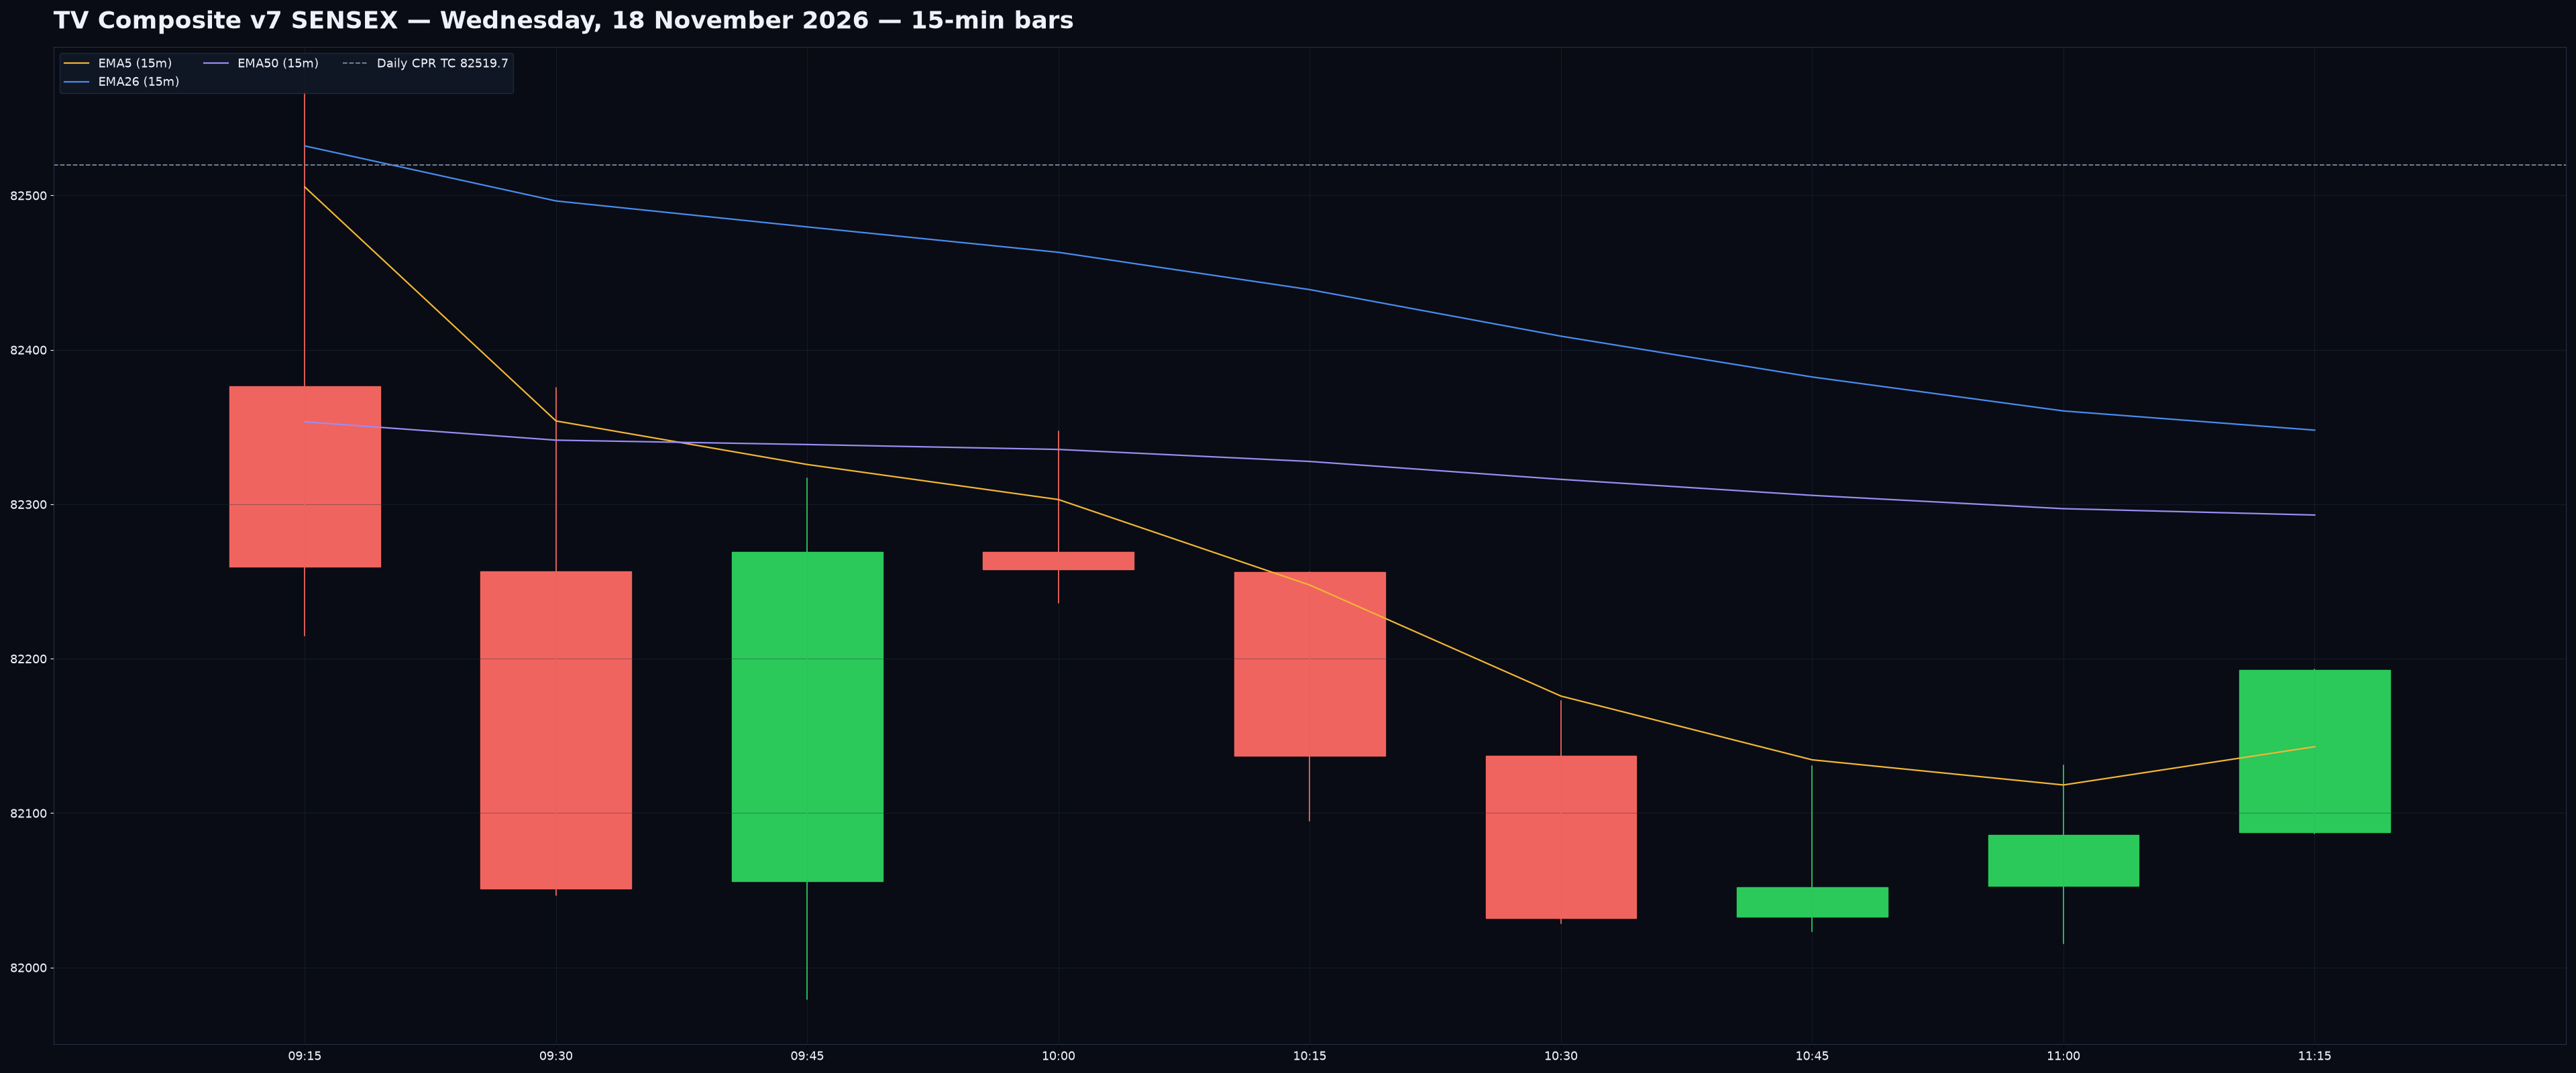 TV Composite v7 SENSEX — Wednesday, 18 November 2026 — 15-min bars
EMA5 (15m) EMA50 (15m) Daily CPR TC 82519.7
EMA26 (15m)
82500
82400
82300
82200
82100
82000
09:15 09:30 09:45 10:00 10:15 10:30 10:45 11:00 11:15